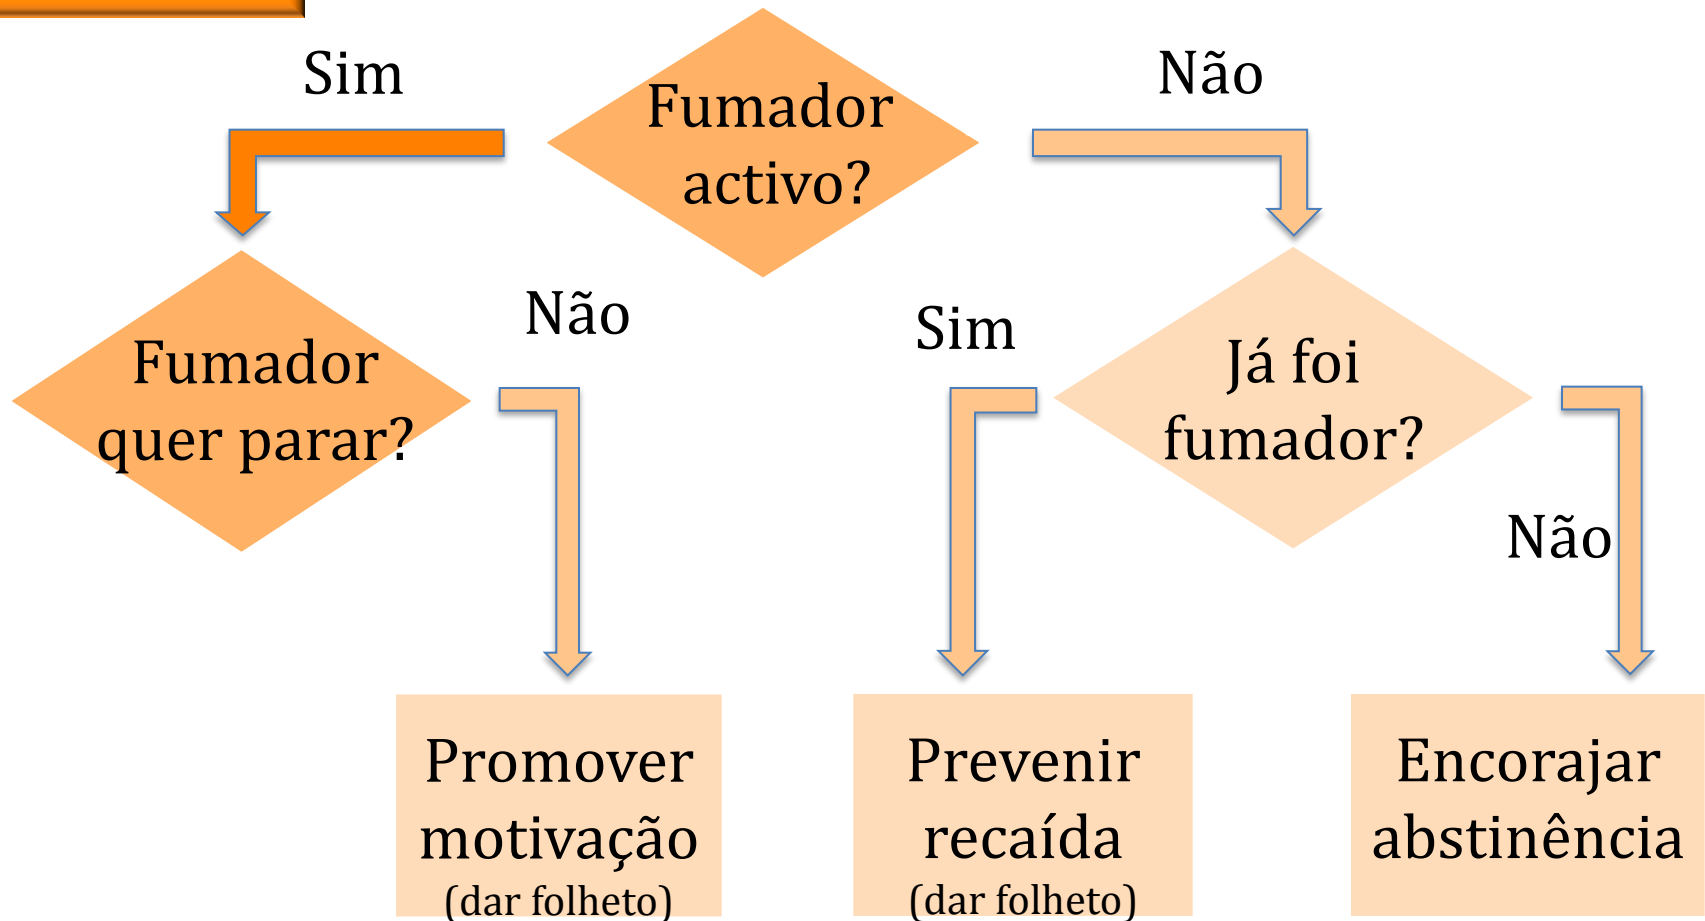 Sim
Fumador
activo?
Não
Fumador
quer parar?
Não
Sim
Já foi
fumador?
Não
Promover
motivação
(dar folheto)
Prevenir
recaída
(dar folheto)
Encorajar
abstinência